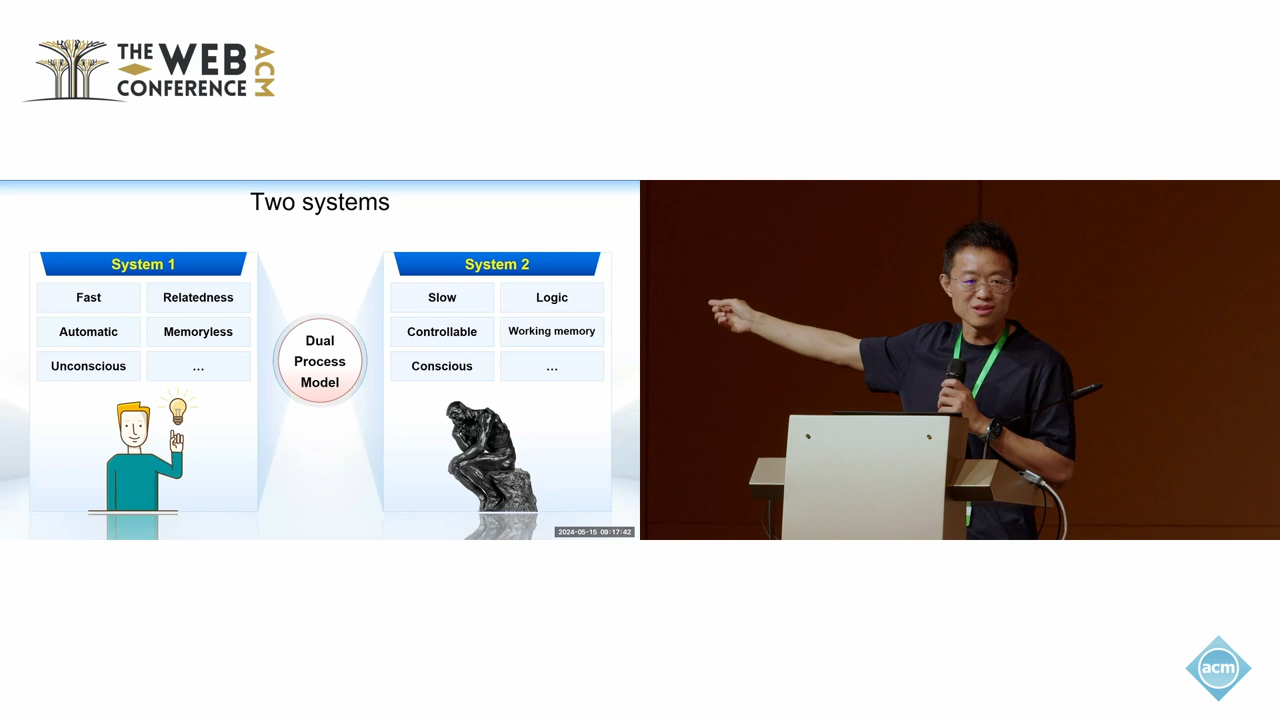 THE WEB
CONFERENCE
ACM
Two systems
System 1
Fast
Relatedness
Automatic
Memoryless
Unconscious
...
Dual
Process
Model
System 2
Slow
Logic
Controllable
Working memory
Conscious
...
2024-05-15 09:17:42
acm